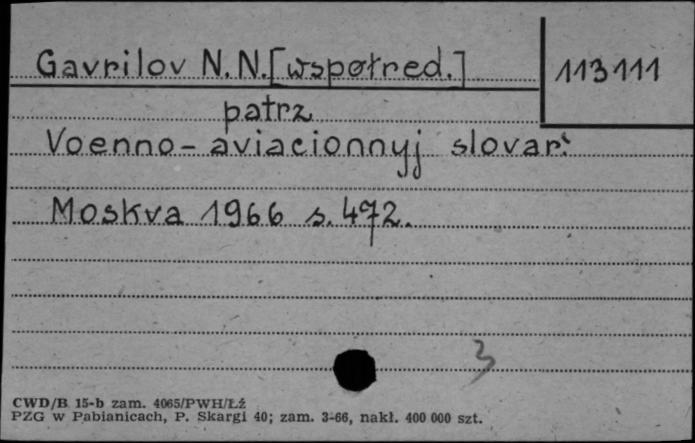 Gavrilov N. N. [współred.]
113111
patrz
Voenno-aviacionnyj slovar'
Moskva 1966 s. 472.
3
CWD/B 15-b zam. 4065/PWH/Łź
PZG w Pabianicach, P. Skargi 40; zam. 3-66, nakł. 400 000 szt.